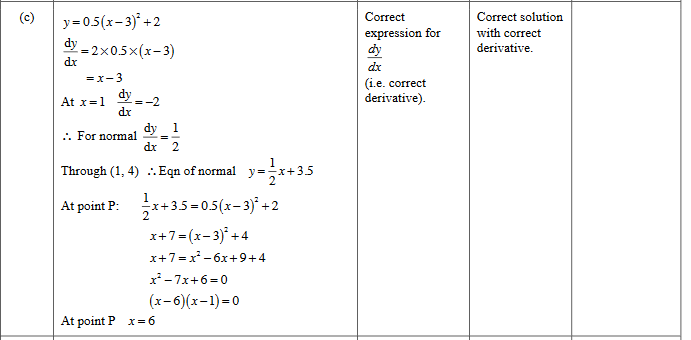 (c)
y = 0.5(x − 3)² + 2
dy/dx = 2 × 0.5 × (x − 3)
= x − 3
At x = 1 dy/dx = −2
∴ For normal dy/dx = 1/2
Through (1, 4) ∴ Eqn of normal y = 1/2 x + 3.5
At point P: 1/2 x + 3.5 = 0.5(x − 3)² + 2
x + 7 = (x − 3)² + 4
x + 7 = x² − 6x + 9 + 4
x² − 7x + 6 = 0
(x − 6)(x − 1) = 0
At point P x = 6
Correct
expression for
dy/dx
(i.e. correct
derivative).
Correct solution
with correct
derivative.